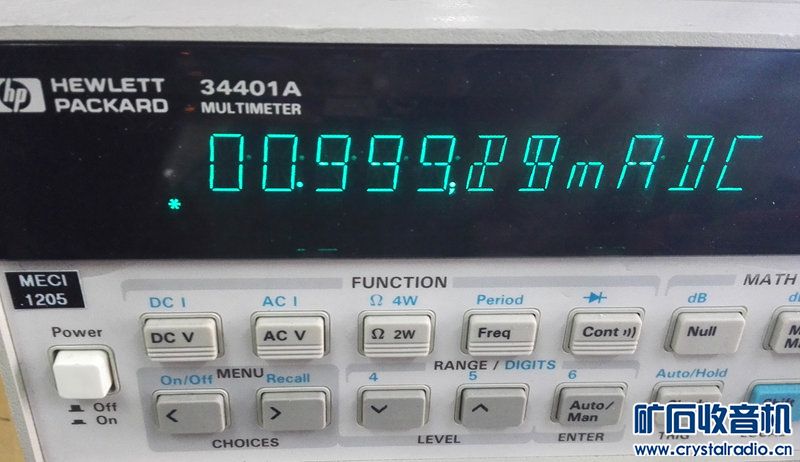 hp HEWLETT PACKARD
34401A
MULTIMETER
00.999,28mADC
*
MECI
.1205
FUNCTION
MATH
DC I
AC I
Ω 4W
Period
dB
Power
DC V
AC V
Ω 2W
Freq
Cont
Null
MENU
RANGE / DIGITS
On/Off
Recall
4
5
6
Auto/Hold
Off
On
<
>
Auto/
Man
CHOICES
LEVEL
ENTER
TRIG
矿石收音机
www.crystalradio.cn